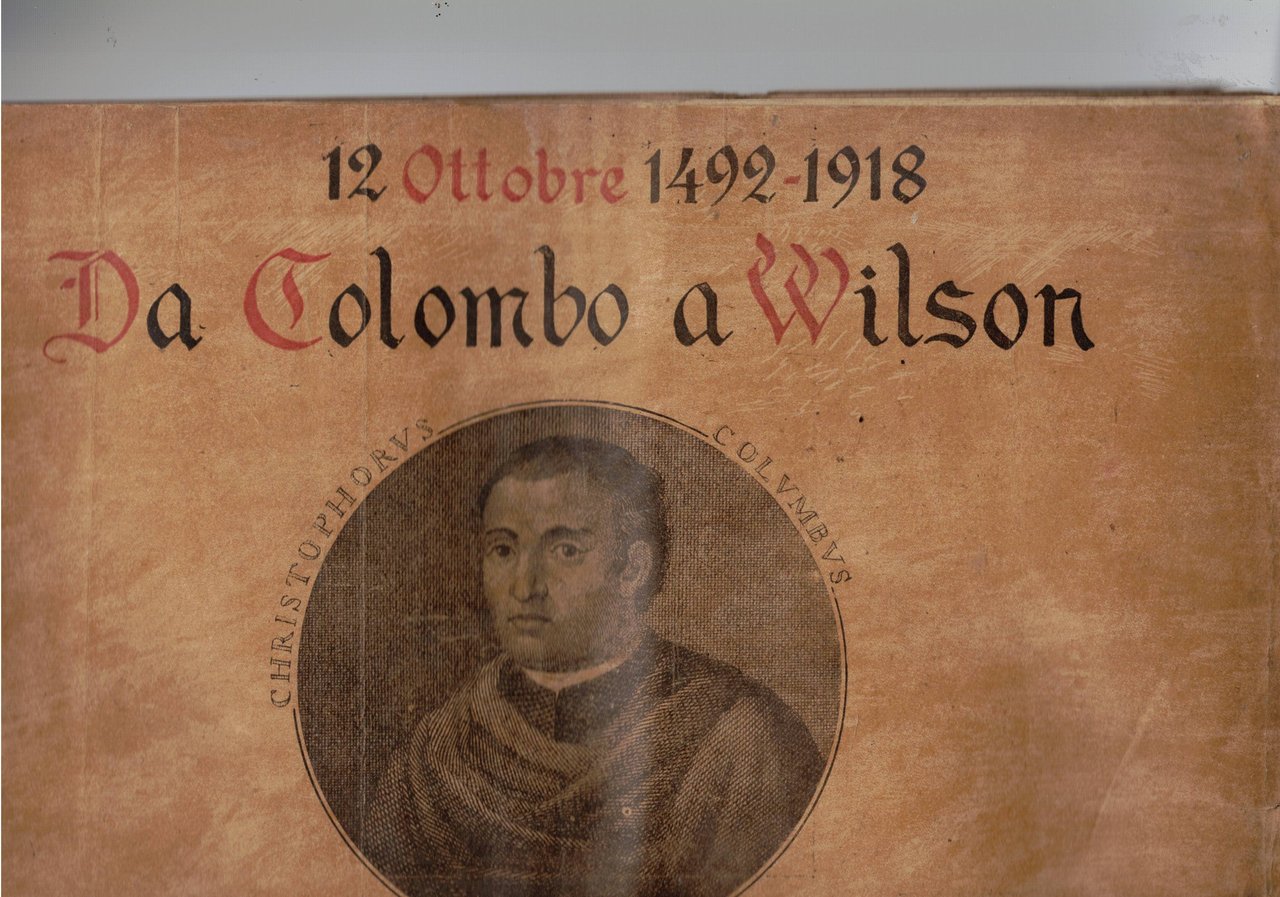 12 Ottobre 1492-1918
Da Colombo a Wilson
CHRISTOPHORVS COLVMBVS